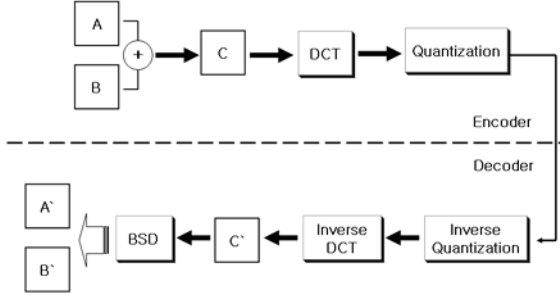 A
B
+
C
DCT
Quantization
Encoder
Decoder
A`
B`
BSD
C`
Inverse
DCT
Inverse
Quantization